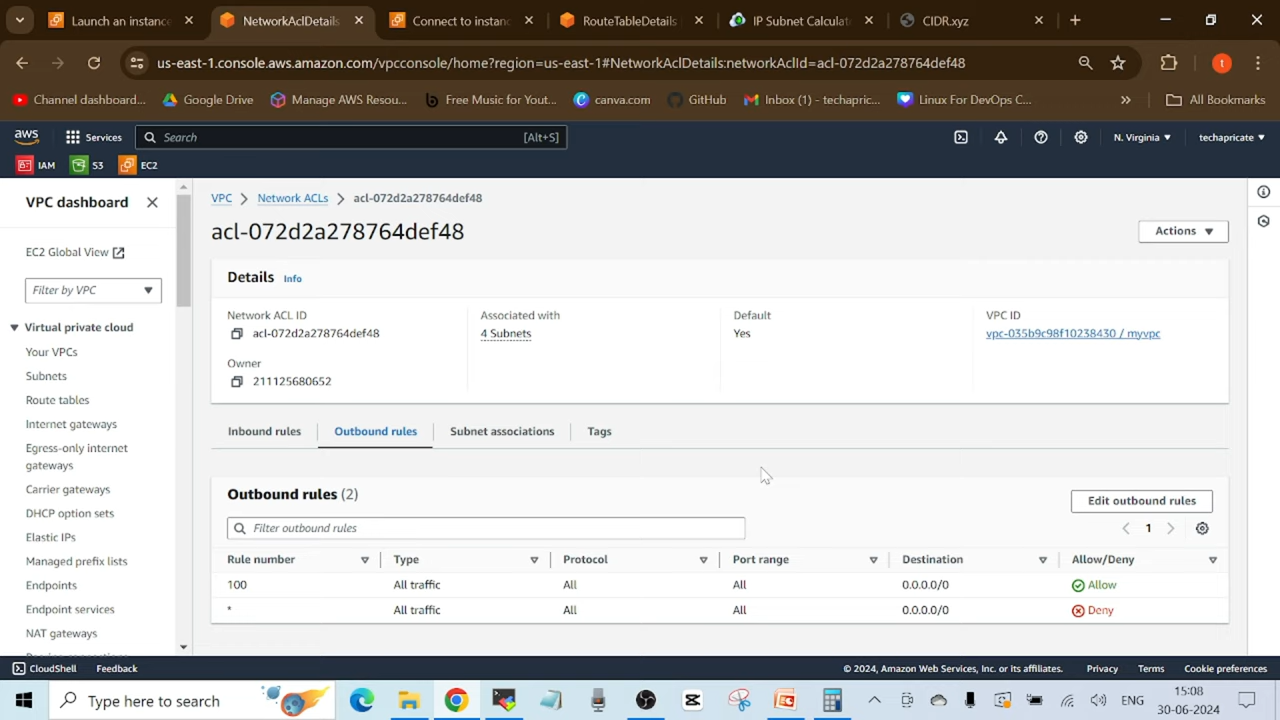 Launch an instance
NetworkAclDetails
Connect to instanc
RouteTableDetails
IP Subnet Calculat
CIDR.xyz
us-east-1.console.aws.amazon.com/vpcconsole/home?region=us-east-1#NetworkAclDetails:networkAclId=acl-072d2a278764def48
t
Channel dashboard...
Google Drive
Manage AWS Resou...
Free Music for Yout...
canva.com
GitHub
Inbox (1) - techapric...
Linux For DevOps C...
All Bookmarks
aws
Services
Search
[Alt+S]
N. Virginia
techapricate
IAM
S3
EC2
VPC dashboard
EC2 Global View
Filter by VPC
Virtual private cloud
Your VPCs
Subnets
Route tables
Internet gateways
Egress-only internet
gateways
Carrier gateways
DHCP option sets
Elastic IPs
Managed prefix lists
Endpoints
Endpoint services
NAT gateways
VPC > Network ACLs > acl-072d2a278764def48
acl-072d2a278764def48
Actions
Details Info
Network ACL ID
acl-072d2a278764def48
Associated with
4 Subnets
Default
Yes
VPC ID
vpc-035b9c98f10238430 / myvpc
Owner
211125680652
Inbound rules
Outbound rules
Subnet associations
Tags
Outbound rules (2)
Edit outbound rules
Filter outbound rules
1
Rule number Type Protocol Port range Destination Allow/Deny
100 All traffic All All 0.0.0.0/0 Allow
* All traffic All All 0.0.0.0/0 Deny
CloudShell
Feedback
© 2024, Amazon Web Services, Inc. or its affiliates.
Privacy
Terms
Cookie preferences
Type here to search
ENG
15:08
30-06-2024